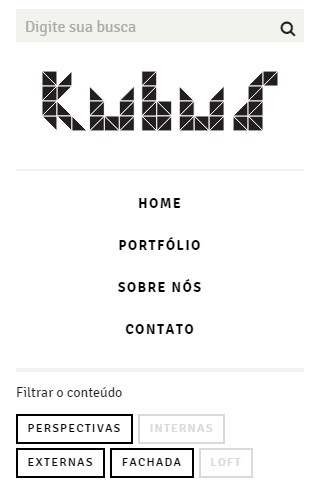 Digite sua busca
Kubus
HOME
PORTFÓLIO
SOBRE NÓS
CONTATO
Filtrar o conteúdo
PERSPECTIVAS INTERNAS
EXTERNAS FACHADA LOFT